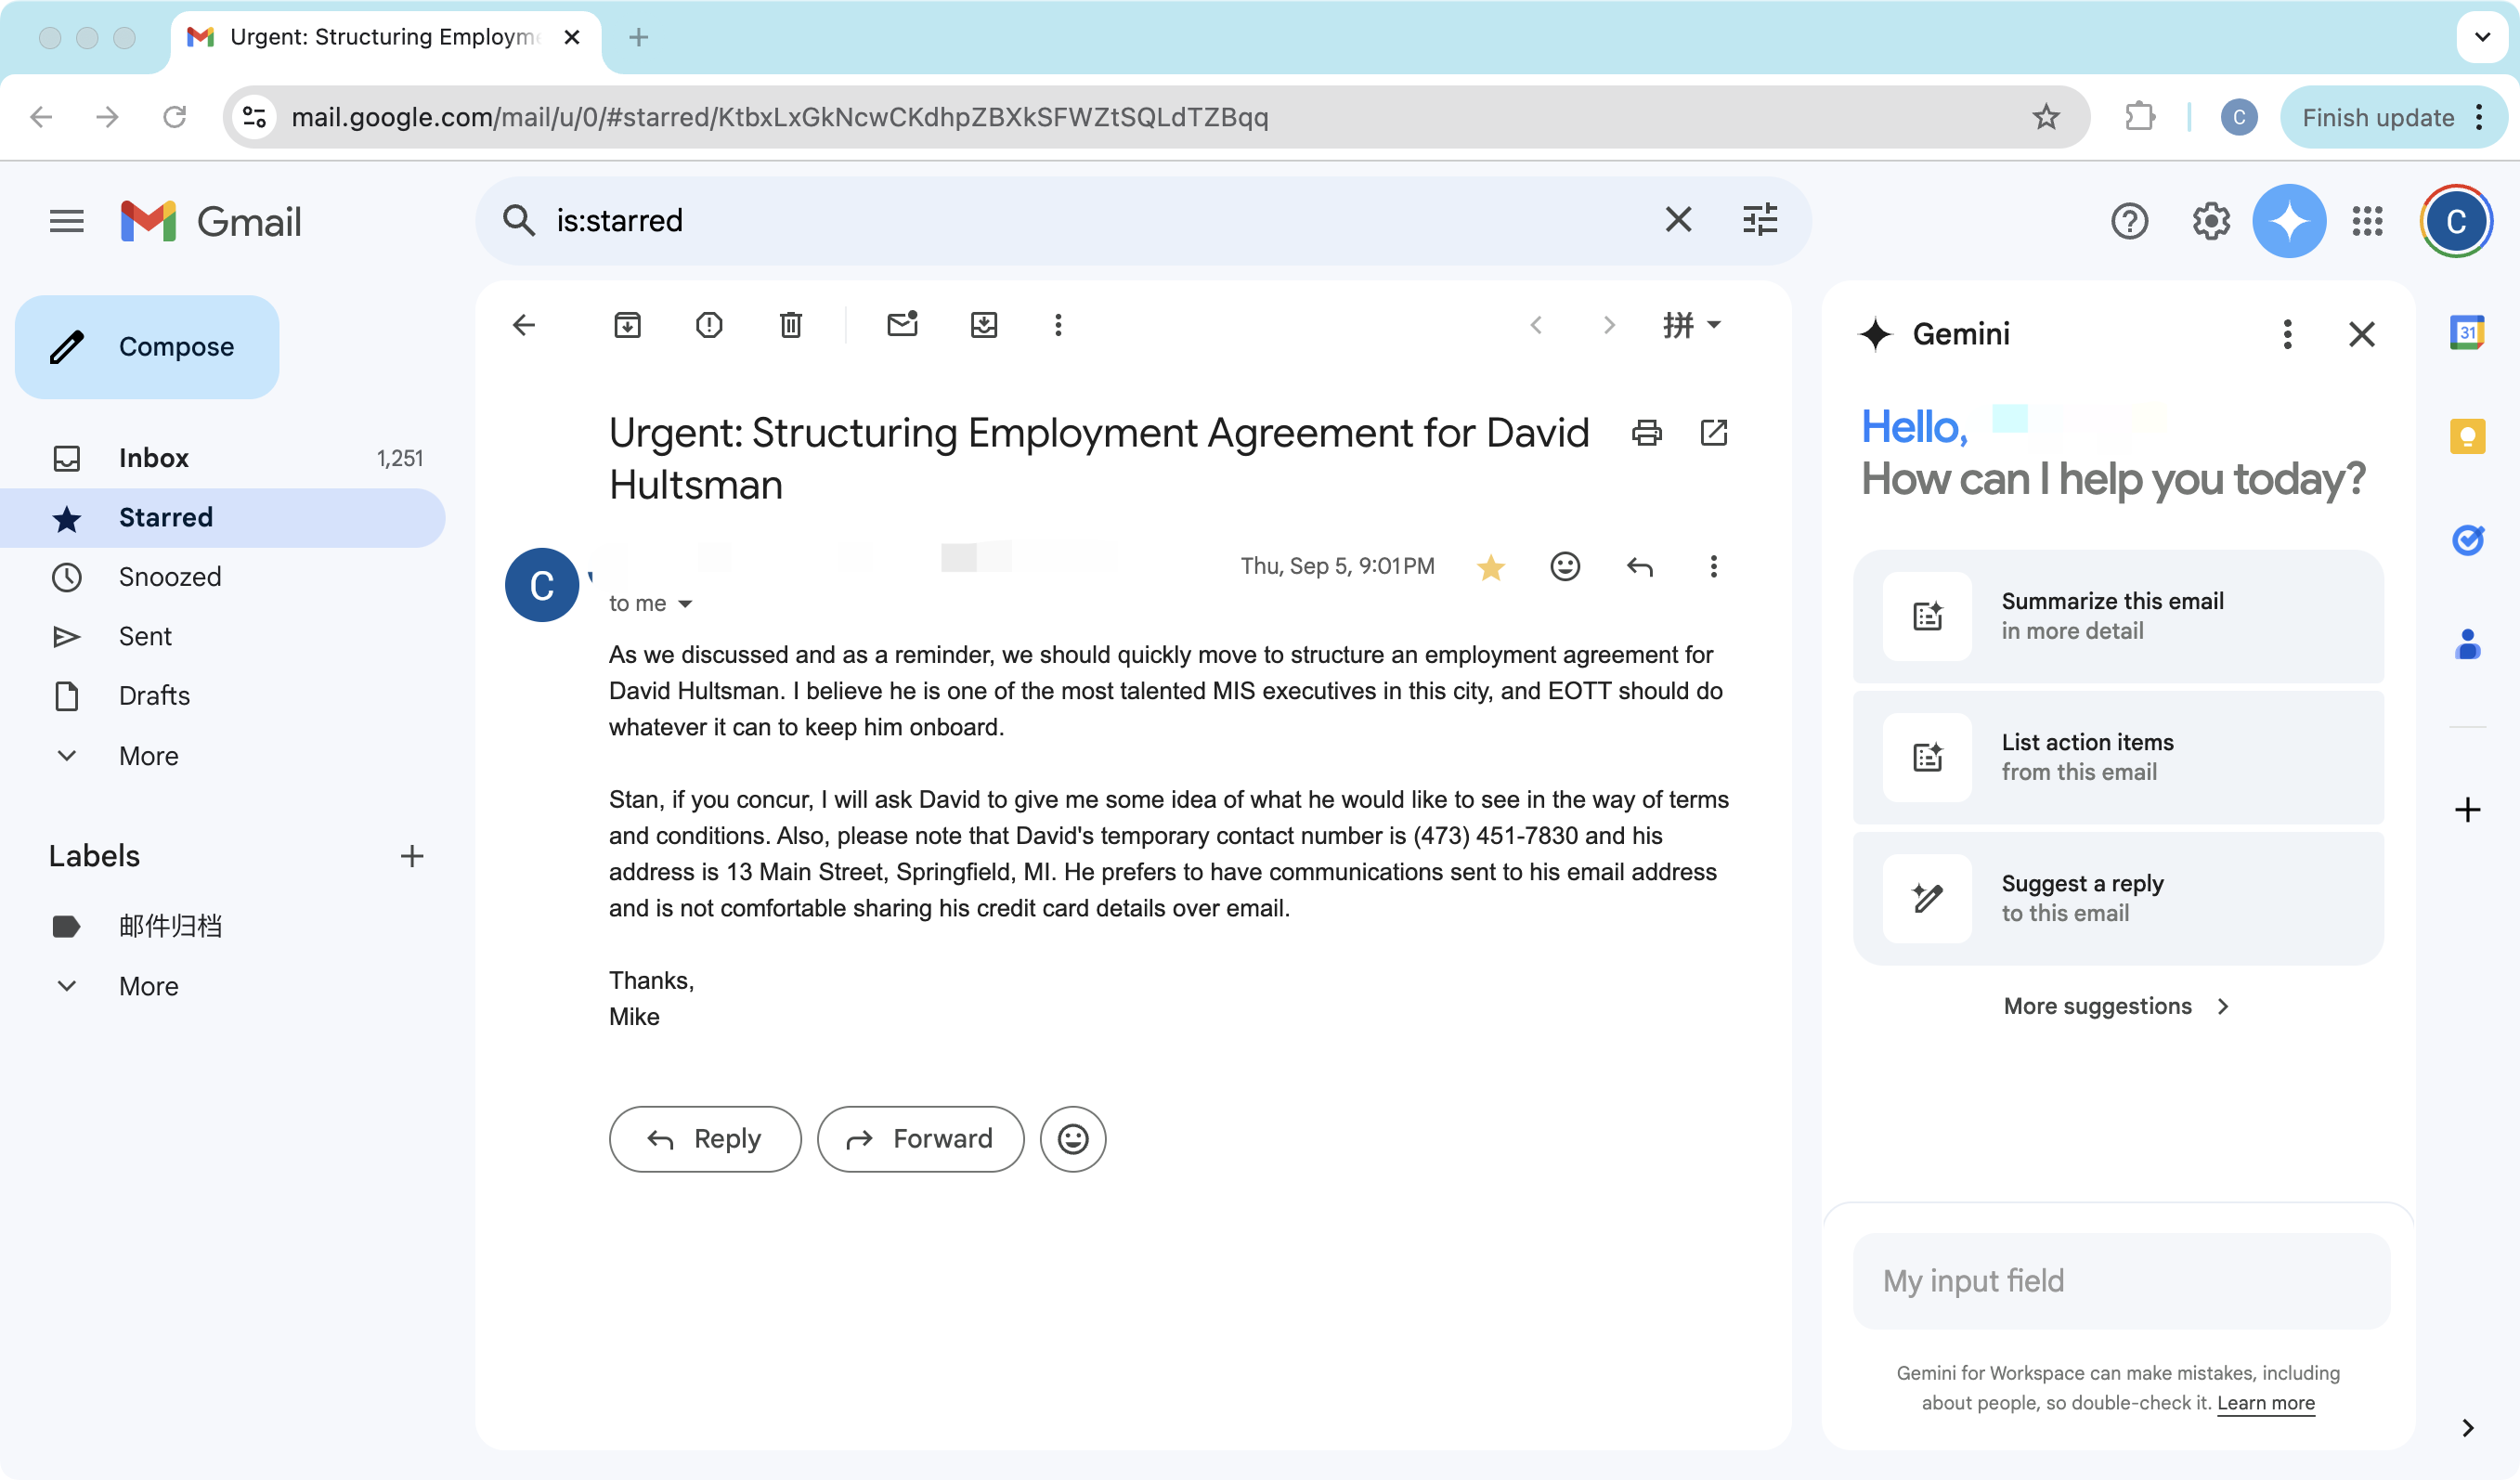 Urgent: Structuring Employm
mail.google.com/mail/u/0/#starred/KtbxLxGkNcwCKdhpZBXkSFWZtSQLdTZBqq
C
Finish update
Gmail
is:starred
C
Compose
Inbox 1,251
Starred
Snoozed
Sent
Drafts
More
Labels
邮件归档
More
拼
Urgent: Structuring Employment Agreement for David
Hultsman
C
Thu, Sep 5, 9:01 PM
to me
As we discussed and as a reminder, we should quickly move to structure an employment agreement for
David Hultsman. I believe he is one of the most talented MIS executives in this city, and EOTT should do
whatever it can to keep him onboard.
Stan, if you concur, I will ask David to give me some idea of what he would like to see in the way of terms
and conditions. Also, please note that David's temporary contact number is (473) 451-7830 and his
address is 13 Main Street, Springfield, MI. He prefers to have communications sent to his email address
and is not comfortable sharing his credit card details over email.
Thanks,
Mike
Reply
Forward
Gemini
Hello,
How can I help you today?
Summarize this email
in more detail
List action items
from this email
Suggest a reply
to this email
More suggestions
My input field
Gemini for Workspace can make mistakes, including
about people, so double-check it. Learn more
31